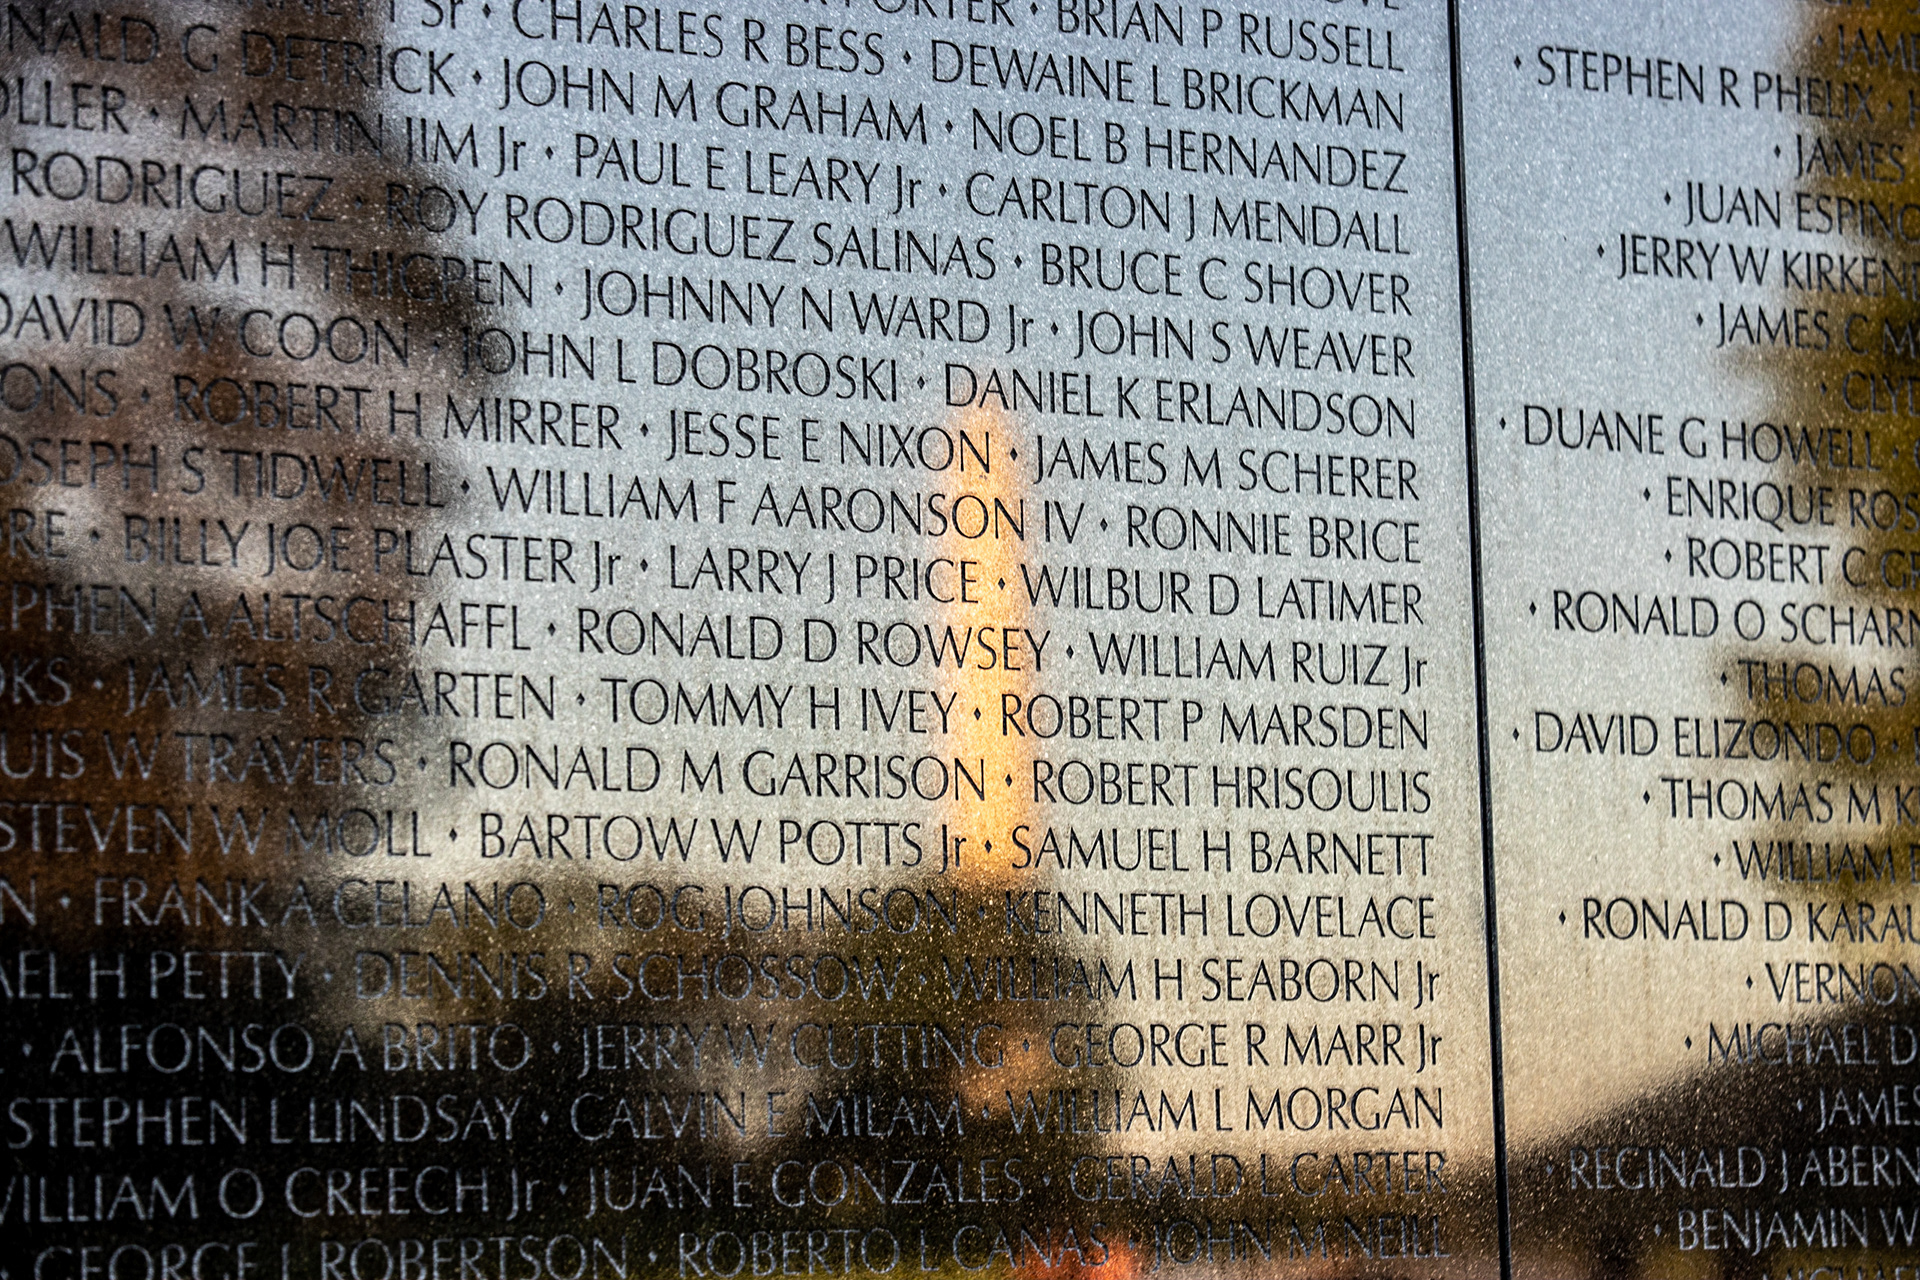 Sr · CHARLES R BESS · DEWAINE L BRICKMAN
BRIAN P RUSSELL
G DETRICK · JOHN M GRAHAM · NOEL B HERNANDEZ
MARTIN JIM Jr · PAUL E LEARY Jr · CARLTON J MENDALL
RODRIGUEZ · ROY RODRIGUEZ SALINAS · BRUCE C SHOVER
WILLIAM H THIGPEN · JOHNNY N WARD Jr · JOHN S WEAVER
DAVID W COON · JOHN L DOBROSKI · DANIEL K ERLANDSON
ROBERT H MIRRER · JESSE E NIXON · JAMES M SCHERER
JOSEPH S TIDWELL · WILLIAM F AARONSON IV · RONNIE BRICE
BILLY JOE PLASTER Jr · LARRY J PRICE · WILBUR D LATIMER
A ALTSCHAFFL · RONALD D ROWSEY · WILLIAM RUIZ Jr
JAMES R GARTEN · TOMMY H IVEY · ROBERT P MARSDEN
W TRAVERS · RONALD M GARRISON · ROBERT HRISOULIS
STEVEN W MOLL · BARTOW W POTTS Jr · SAMUEL H BARNETT
· FRANK A CELANO · ROG JOHNSON · KENNETH LOVELACE
H PETTY · DENNIS R SCHOSSOW · WILLIAM H SEABORN Jr
· ALFONSO A BRITO · JERRY W CUTTING · GEORGE R MARR Jr
STEPHEN L LINDSAY · CALVIN E MILAM · WILLIAM L MORGAN
WILLIAM O CREECH Jr · JUAN E GONZALES · GERALD L CARTER
· GEORGE L ROBERTSON · ROBERTO L CANAS · JOHN M NEILL
· STEPHEN R PHELIX ·
· JAMES
· JUAN
· JERRY W
· JAMES C
· DUANE G HOWELL ·
· ENRIQUE
· ROBERT C
· RONALD O
· THOMAS
· DAVID ELIZONDO ·
· THOMAS M
· WILLIAM
· RONALD D
· VERNON
· MICHAEL D
· JAMES
· REGINALD J
· BENJAMIN W